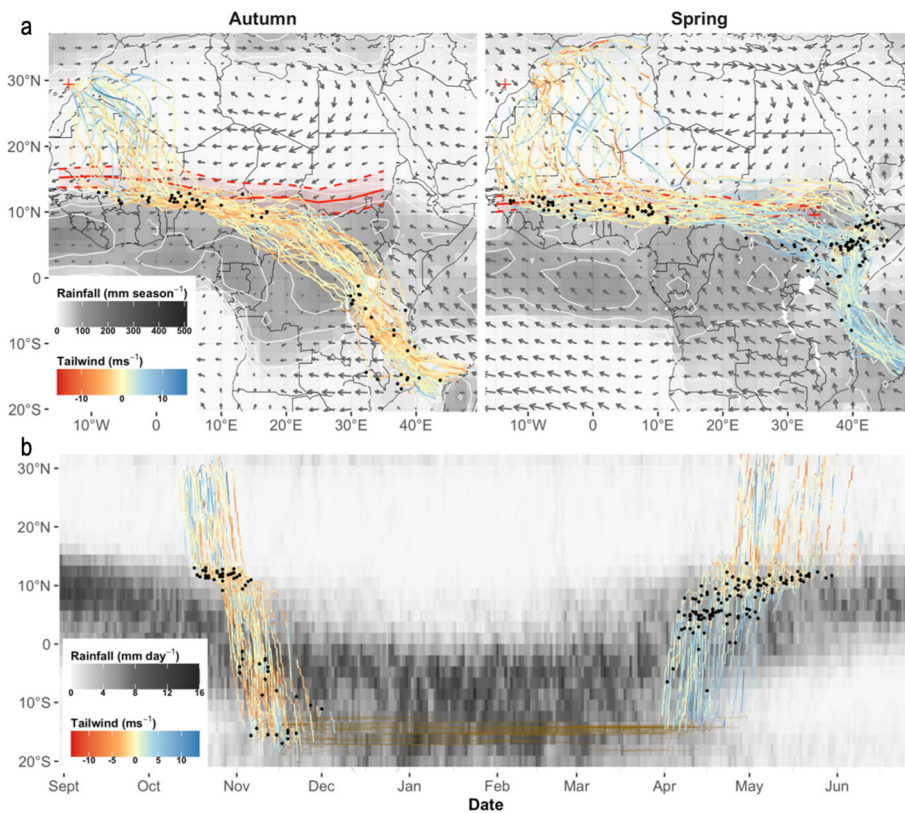 a
Autumn
Spring
30°N
20°N
10°N
0
10°S
20°S
Rainfall (mm season⁻¹)
0 100 200 300 400 500
Tailwind (ms⁻¹)
-10 0 10
10°W 0 10°E 20°E 30°E 40°E
10°W 0 10°E 20°E 30°E 40°E
b
30°N
20°N
10°N
0
10°S
20°S
Rainfall (mm day⁻¹)
0 4 8 12 16
Tailwind (ms⁻¹)
-10 -5 0 5 10
Sept Oct Nov Dec Jan Feb Mar Apr May Jun
Date